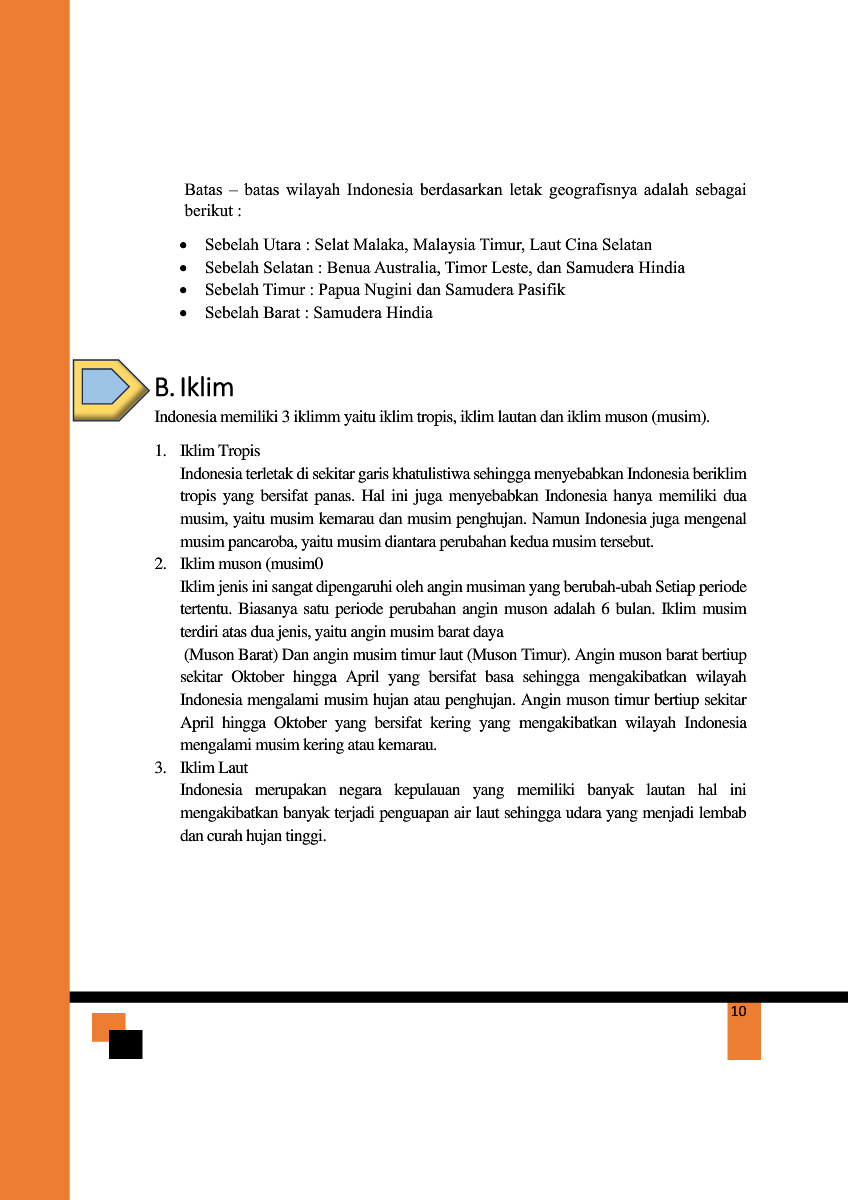 Batas – batas wilayah Indonesia berdasarkan letak geografisnya adalah sebagai
berikut :
• Sebelah Utara : Selat Malaka, Malaysia Timur, Laut Cina Selatan
• Sebelah Selatan : Benua Australia, Timor Leste, dan Samudera Hindia
• Sebelah Timur : Papua Nugini dan Samudera Pasifik
• Sebelah Barat : Samudera Hindia
B. Iklim
Indonesia memiliki 3 iklimm yaitu iklim tropis, iklim lautan dan iklim muson (musim).
1. Iklim Tropis
Indonesia terletak di sekitar garis khatulistiwa sehingga menyebabkan Indonesia beriklim
tropis yang bersifat panas. Hal ini juga menyebabkan Indonesia hanya memiliki dua
musim, yaitu musim kemarau dan musim penghujan. Namun Indonesia juga mengenal
musim pancaroba, yaitu musim diantara perubahan kedua musim tersebut.
2. Iklim muson (musim0
Iklim jenis ini sangat dipengaruhi oleh angin musiman yang berubah-ubah Setiap periode
tertentu. Biasanya satu periode perubahan angin muson adalah 6 bulan. Iklim musim
terdiri atas dua jenis, yaitu angin musim barat daya
(Muson Barat) Dan angin musim timur laut (Muson Timur). Angin muson barat bertiup
sekitar Oktober hingga April yang bersifat basa sehingga mengakibatkan wilayah
Indonesia mengalami musim hujan atau penghujan. Angin muson timur bertiup sekitar
April hingga Oktober yang bersifat kering yang mengakibatkan wilayah Indonesia
mengalami musim kering atau kemarau.
3. Iklim Laut
Indonesia merupakan negara kepulauan yang memiliki banyak lautan hal ini
mengakibatkan banyak terjadi penguapan air laut sehingga udara yang menjadi lembab
dan curah hujan tinggi.
10